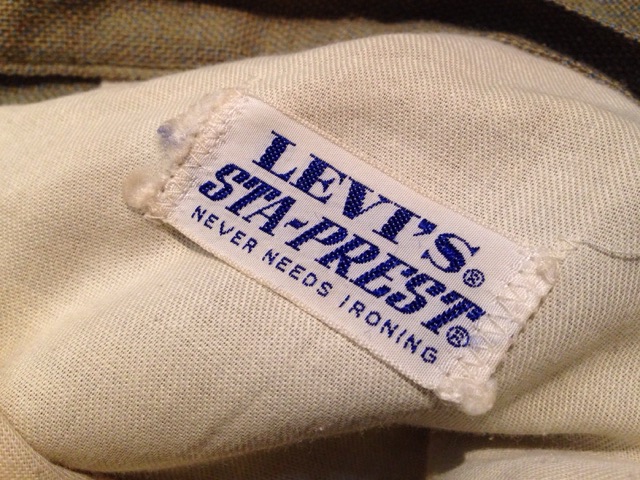 LEVI'S®
STA-PREST®
NEVER NEEDS IRONING